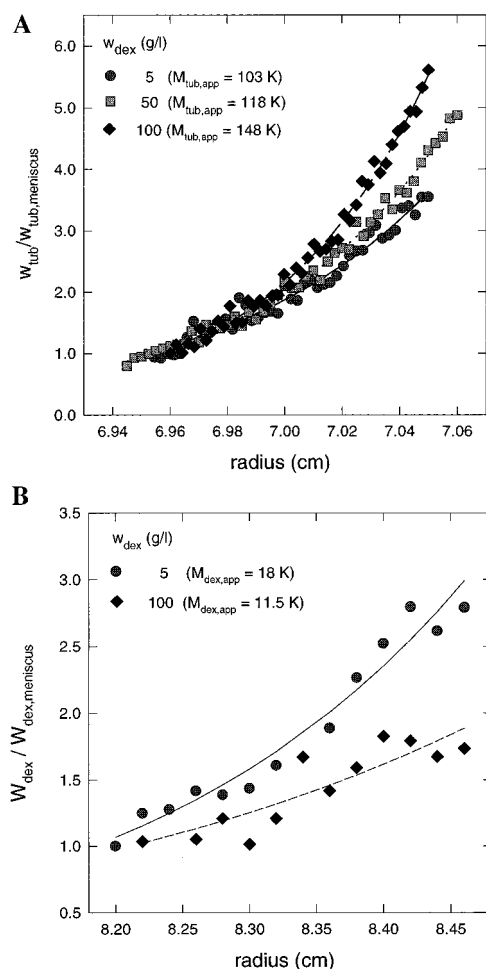 A
w_dex (g/l)
5 (M_tub,app = 103 K)
50 (M_tub,app = 118 K)
100 (M_tub,app = 148 K)
w_tub/w_tub,meniscus
6.0
5.0
4.0
3.0
2.0
1.0
0.0
6.94 6.96 6.98 7.00 7.02 7.04 7.06
radius (cm)
B
w_dex (g/l)
5 (M_dex,app = 18 K)
100 (M_dex,app = 11.5 K)
W_dex / W_dex,meniscus
3.5
3.0
2.5
2.0
1.5
1.0
0.5
8.20 8.25 8.30 8.35 8.40 8.45
radius (cm)